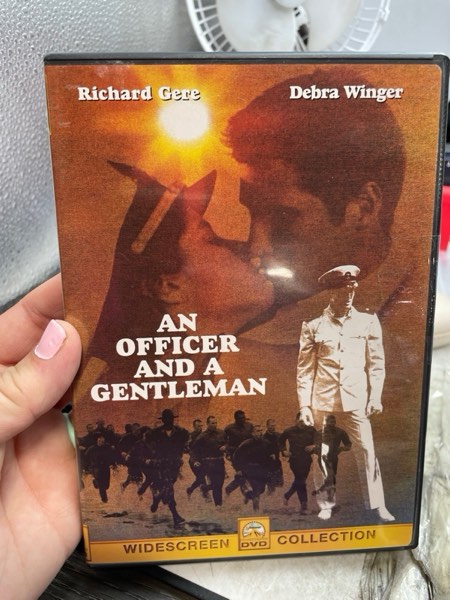 Richard Gere
Debra Winger
AN
OFFICER
AND A
GENTLEMAN
WIDESCREEN DVD COLLECTION